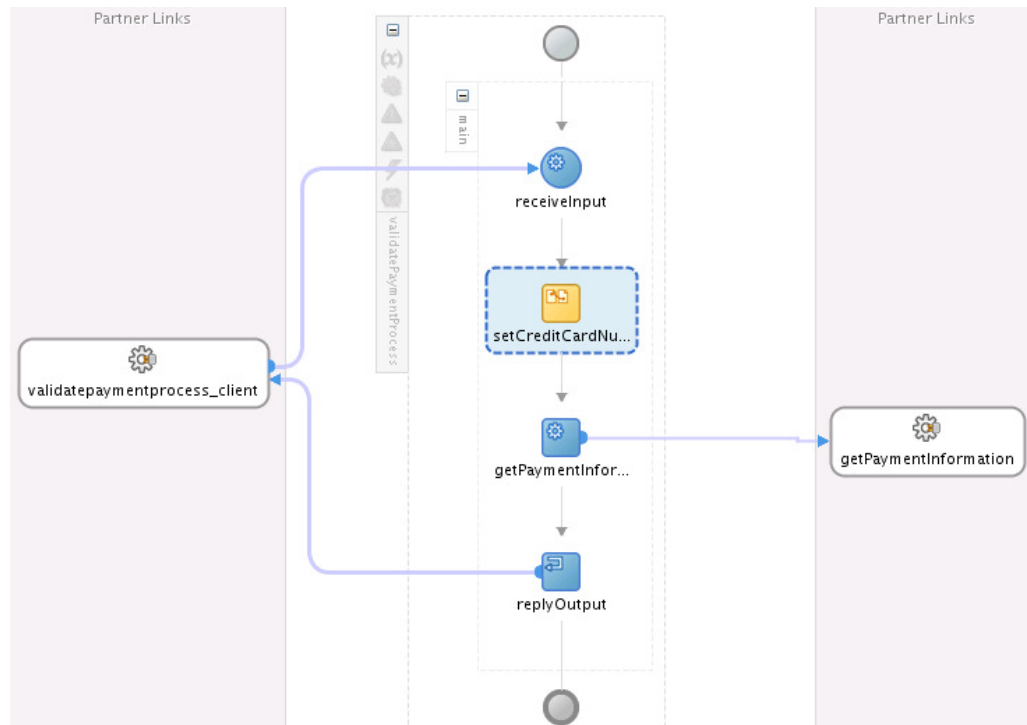 Partner Links
Partner Links
(x)
main
receiveInput
validatePaymentProcess
setCreditCardNu...
validatepaymentprocess_client
getPaymentInfor...
getPaymentInformation
replyOutput